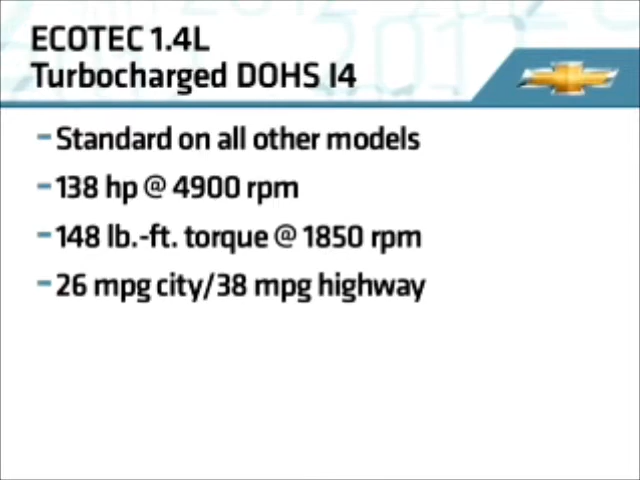 ECOTEC 1.4L
Turbocharged DOHS I4
- Standard on all other models
- 138 hp @ 4900 rpm
- 148 lb.-ft. torque @ 1850 rpm
- 26 mpg city/38 mpg highway